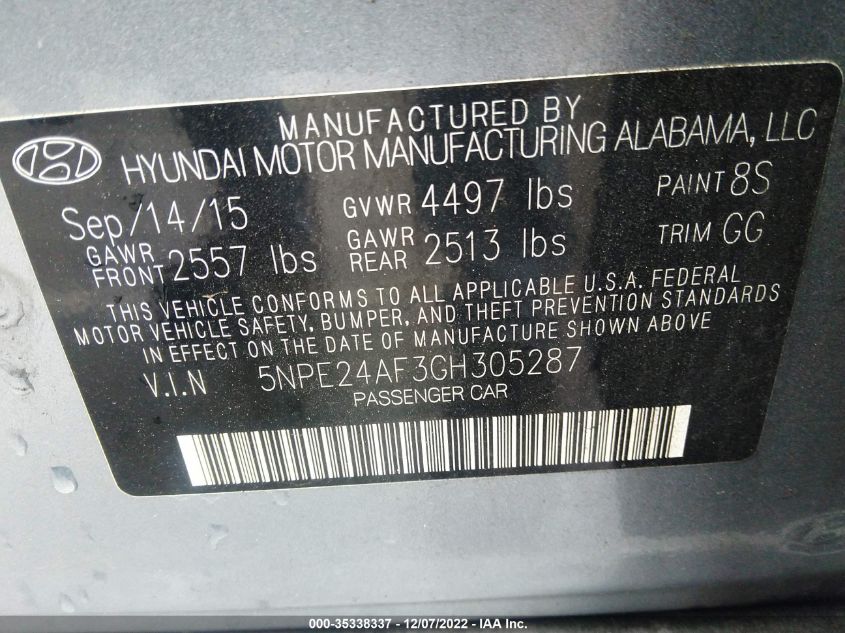 MANUFACTURED BY
HYUNDAI MOTOR MANUFACTURING ALABAMA, LLC
Sep/14/15 GVWR 4497 lbs PAINT 8S
GAWR FRONT 2557 lbs GAWR REAR 2513 lbs TRIM GG
THIS VEHICLE CONFORMS TO ALL APPLICABLE U.S.A. FEDERAL
MOTOR VEHICLE SAFETY, BUMPER, AND THEFT PREVENTION STANDARDS
IN EFFECT ON THE DATE OF MANUFACTURE SHOWN ABOVE
V.I.N 5NPE24AF3GH305287
PASSENGER CAR
000-35338337 - 12/07/2022 - IAA Inc.